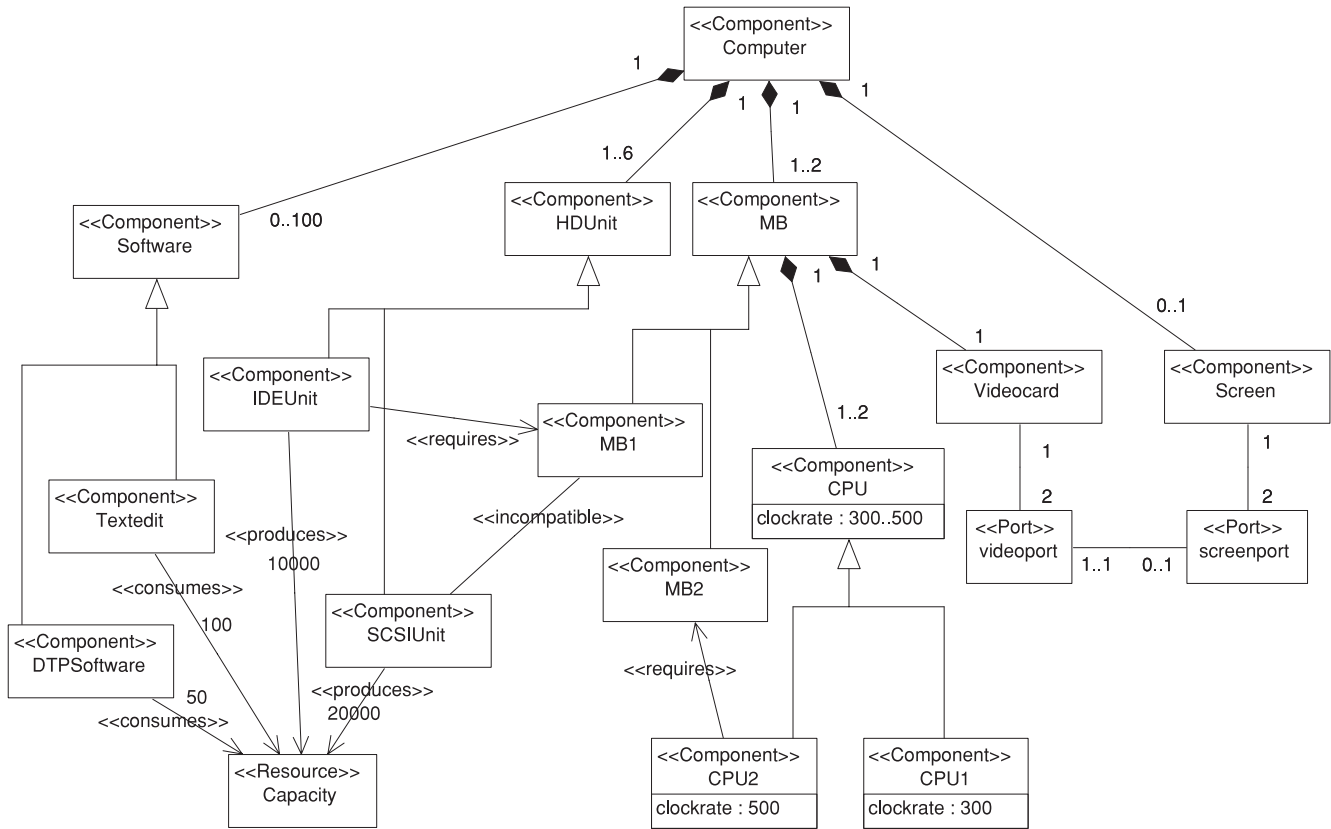 <<Component>>
Computer
1
1
1
1
1..6
1..2
<<Component>>
HDUnit
<<Component>>
MB
<<Component>>
Software
0..100
1
1
0..1
1
<<Component>>
IDEUnit
<<Component>>
Videocard
<<Component>>
Screen
<<Component>>
MB1
<<requires>>
1..2
1
1
<<Component>>
CPU
clockrate : 300..500
<<Component>>
Textedit
2
2
<<incompatible>>
<<Port>>
videoport
<<Port>>
screenport
1..1
0..1
<<produces>>
10000
<<Component>>
MB2
<<consumes>>
100
<<Component>>
SCSIUnit
<<Component>>
DTPSoftware
<<requires>>
<<produces>>
20000
50
<<consumes>>
<<Resource>>
Capacity
<<Component>>
CPU2
clockrate : 500
<<Component>>
CPU1
clockrate : 300